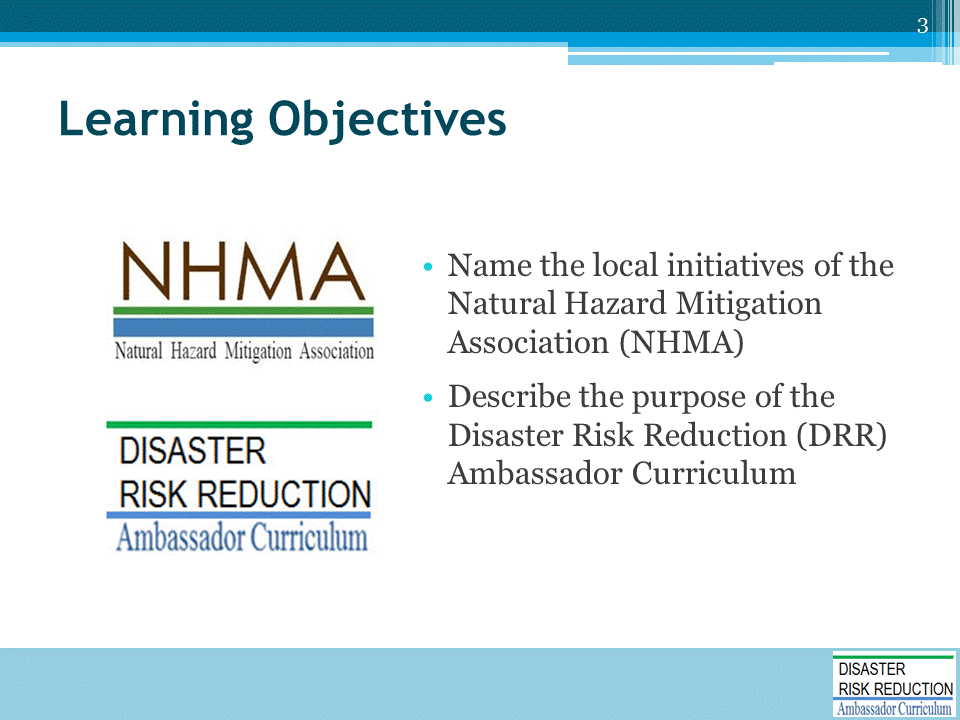 3
Learning Objectives
NHMA
Natural Hazard Mitigation Association
DISASTER
RISK REDUCTION
Ambassador Curriculum
• Name the local initiatives of the
Natural Hazard Mitigation
Association (NHMA)
• Describe the purpose of the
Disaster Risk Reduction (DRR)
Ambassador Curriculum
DISASTER
RISK REDUCTION
Ambassador Curriculum